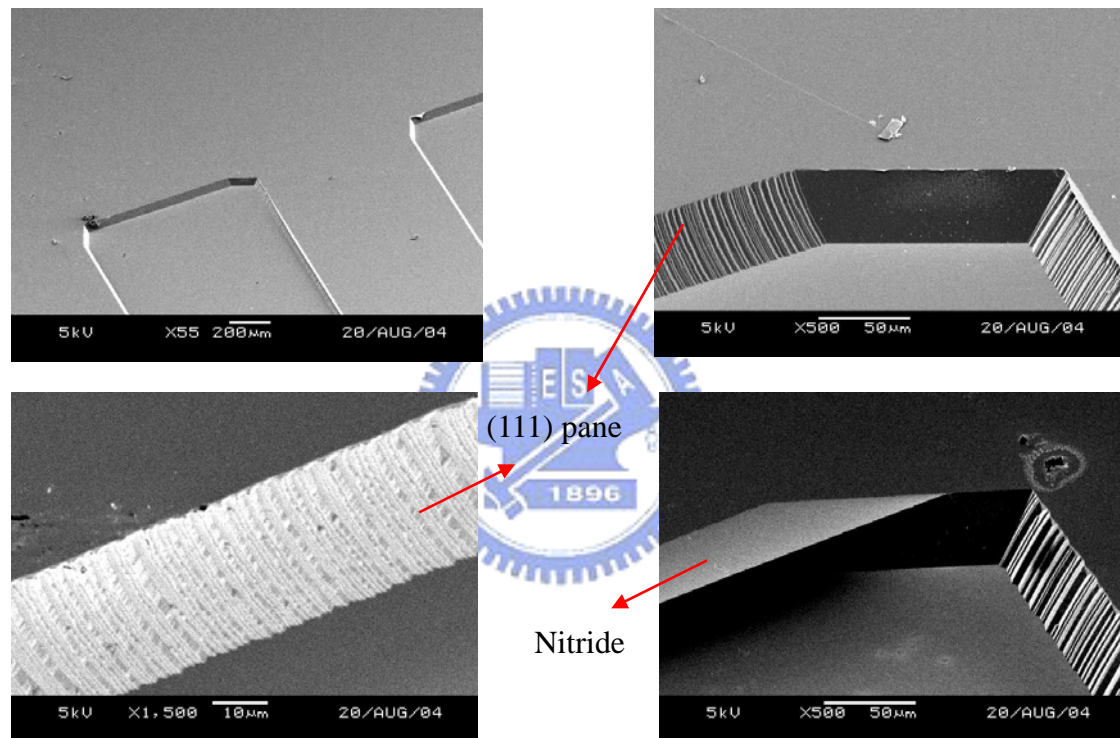 5kV X55 200µm 20/AUG/04
5kV X500 50µm 20/AUG/04
E S A
(111) pane
1896
5kV X1,500 10µm 20/AUG/04
Nitride
5kV X500 50µm 20/AUG/04